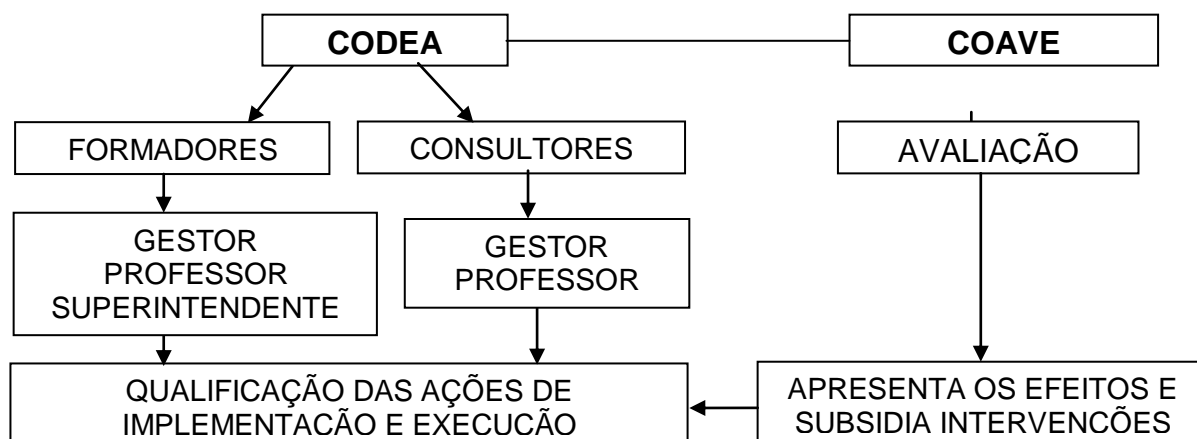 CODEA
COAVE
FORMADORES
CONSULTORES
AVALIAÇÃO
GESTOR
PROFESSOR
SUPERINTENDENTE
GESTOR
PROFESSOR
QUALIFICAÇÃO DAS AÇÕES DE
IMPLEMENTAÇÃO E EXECUÇÃO
APRESENTA OS EFEITOS E
SUBSIDIA INTERVENÇÕES